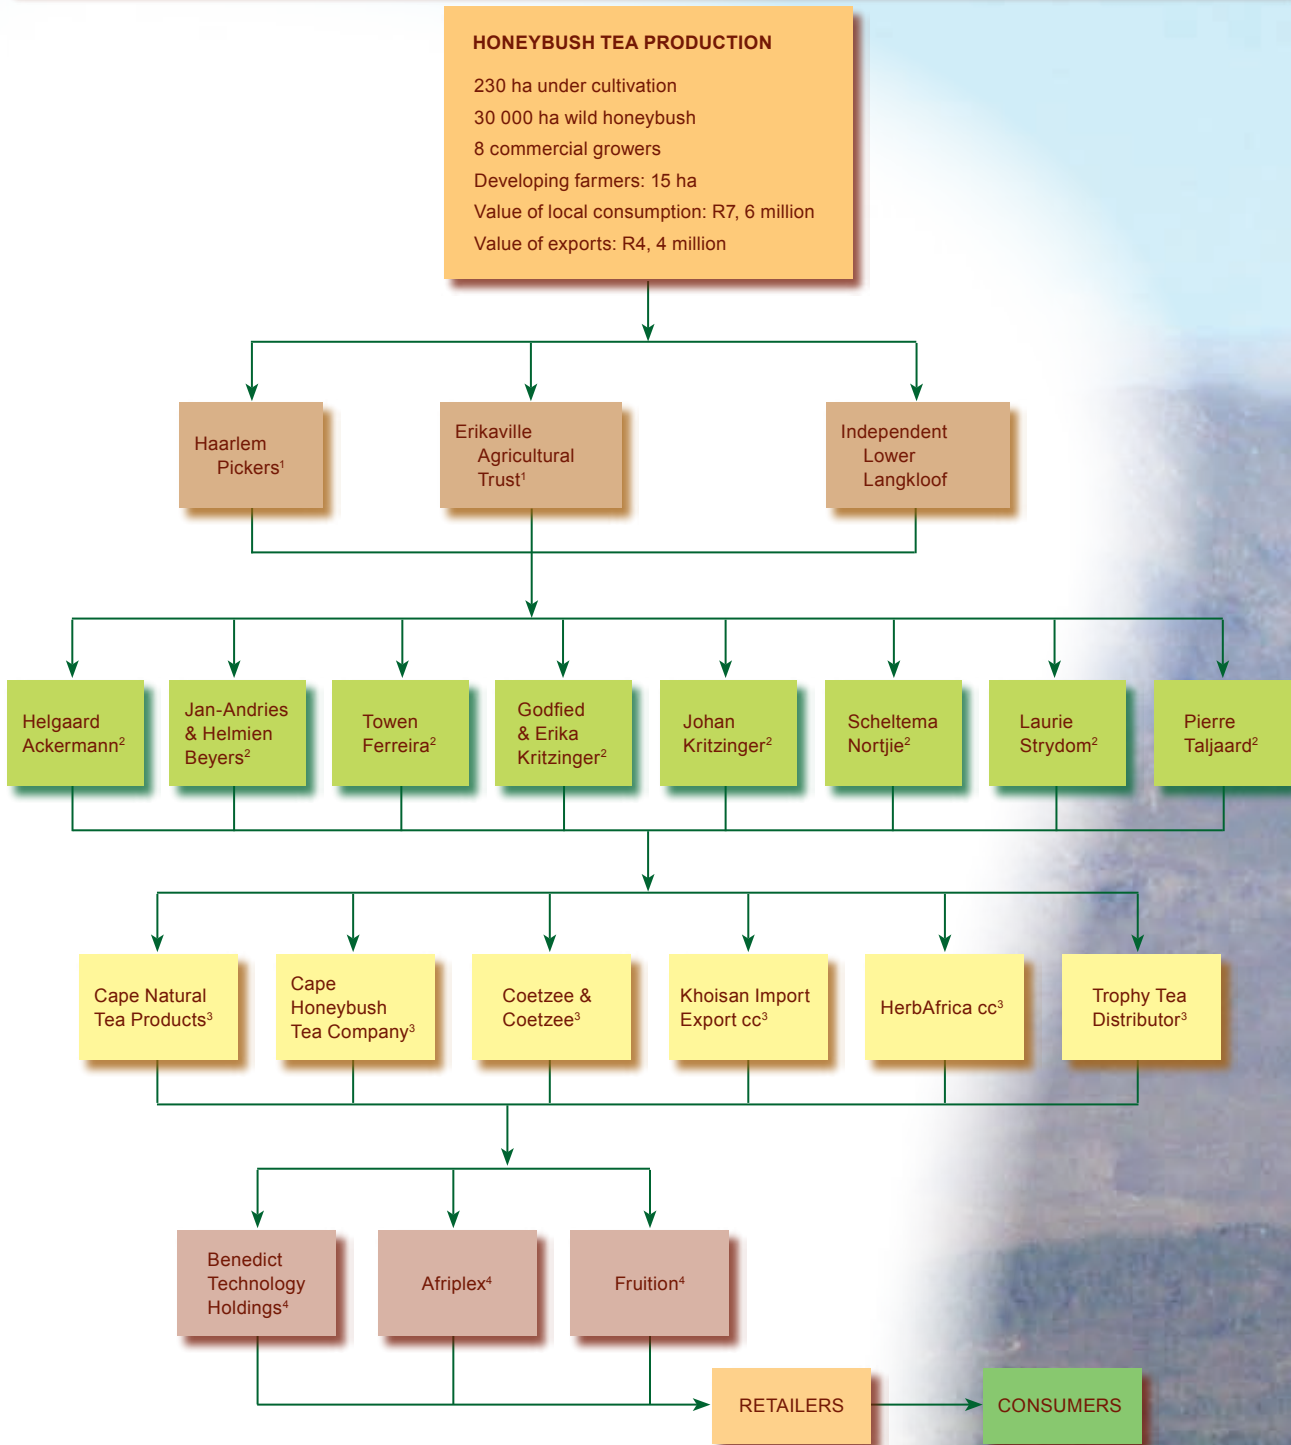 HONEYBUSH TEA PRODUCTION
230 ha under cultivation
30 000 ha wild honeybush
8 commercial growers
Developing farmers: 15 ha
Value of local consumption: R7, 6 million
Value of exports: R4, 4 million
Haarlem
Pickers¹
Erikaville
Agricultural
Trust¹
Independent
Lower
Langkloof
Helgaard
Ackermann²
Jan-Andries
& Helmien
Beyers²
Towen
Ferreira²
Godfied
& Erika
Kritzinger²
Johan
Kritzinger²
Scheltema
Nortjie²
Laurie
Strydom²
Pierre
Taljaard²
Cape Natural
Tea Products³
Cape
Honeybush
Tea Company³
Coetzee &
Coetzee³
Khoisan Import
Export cc³
HerbAfrica cc³
Trophy Tea
Distributor³
Benedict
Technology
Holdings⁴
Afriplex⁴
Fruition⁴
RETAILERS
CONSUMERS